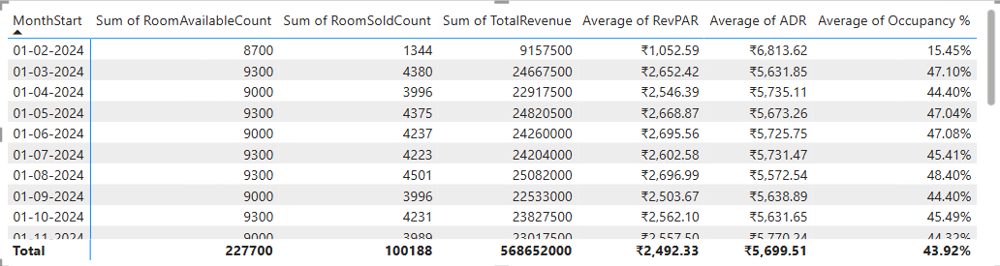 MonthStart Sum of RoomAvailableCount Sum of RoomSoldCount Sum of TotalRevenue Average of RevPAR Average of ADR Average of Occupancy %
01-02-2024 8700 1344 9157500 ₹1,052.59 ₹6,813.62 15.45%
01-03-2024 9300 4380 24667500 ₹2,652.42 ₹5,631.85 47.10%
01-04-2024 9000 3996 22917500 ₹2,546.39 ₹5,735.11 44.40%
01-05-2024 9300 4375 24820500 ₹2,668.87 ₹5,673.26 47.04%
01-06-2024 9000 4237 24260000 ₹2,695.56 ₹5,725.75 47.08%
01-07-2024 9300 4223 24204000 ₹2,602.58 ₹5,731.47 45.41%
01-08-2024 9300 4501 25082000 ₹2,696.99 ₹5,572.54 48.40%
01-09-2024 9000 3996 22533000 ₹2,503.67 ₹5,638.89 44.40%
01-10-2024 9300 4231 23827500 ₹2,562.10 ₹5,631.65 45.49%
01-11-2024 9000 3989 23017500 ₹2,557.50 ₹5,770.24 44.32%
Total 227700 100188 568652000 ₹2,492.33 ₹5,699.51 43.92%